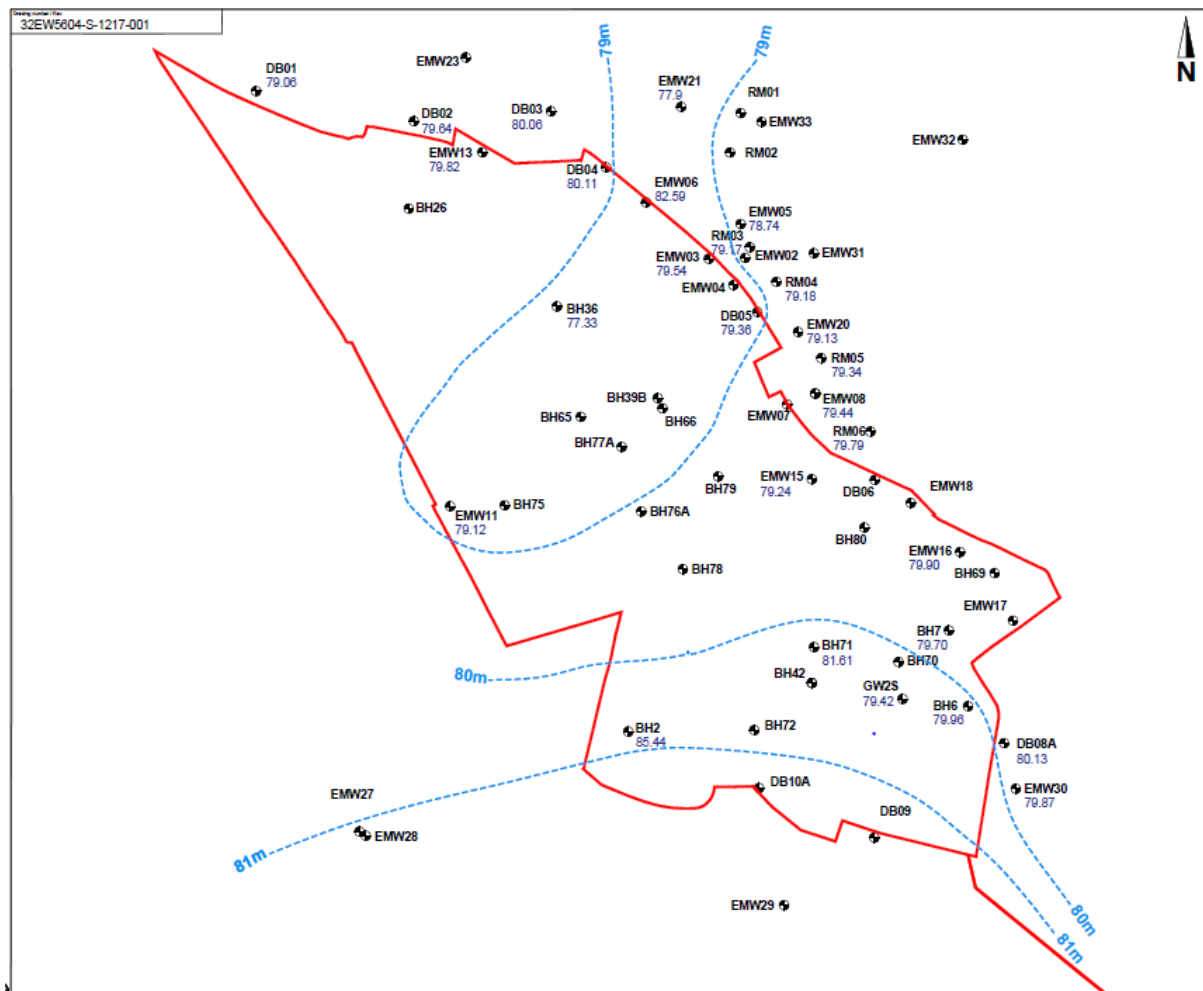 Drawing number / Rev
32EW5604-S-1217-001
N
79m
79m
EMW23
DB01
79.06
EMW21
77.9
DB02
79.64
DB03
80.06
RM01
EMW33
EMW13
79.82
RM02
EMW32
DB04
80.11
EMW06
82.59
BH26
EMW05
78.74
RM03
79.17
EMW03
79.54
EMW02
EMW31
EMW04
RM04
79.18
BH36
77.33
DB05
79.36
EMW20
79.13
RM05
79.34
BH39B
BH65
BH66
EMW07
EMW08
79.44
RM06
79.79
BH77A
BH79
EMW15
79.24
DB06
EMW18
EMW11
79.12
BH75
BH76A
BH80
EMW16
79.90
BH69
BH78
EMW17
BH7
79.70
BH71
81.61
BH70
80m
BH42
GW2S
79.42
BH6
79.96
BH2
85.44
BH72
DB08A
80.13
DB10A
EMW30
79.87
EMW27
EMW28
DB09
81m
EMW29
80m
81m